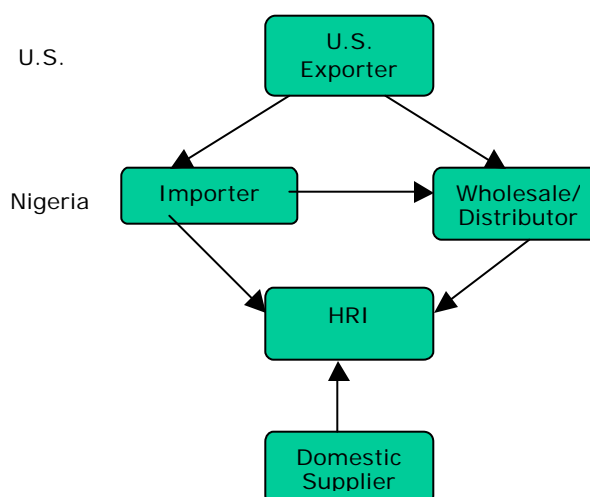 U.S.
U.S.
Exporter
Nigeria
Importer
Wholesale/
Distributor
HRI
Domestic
Supplier